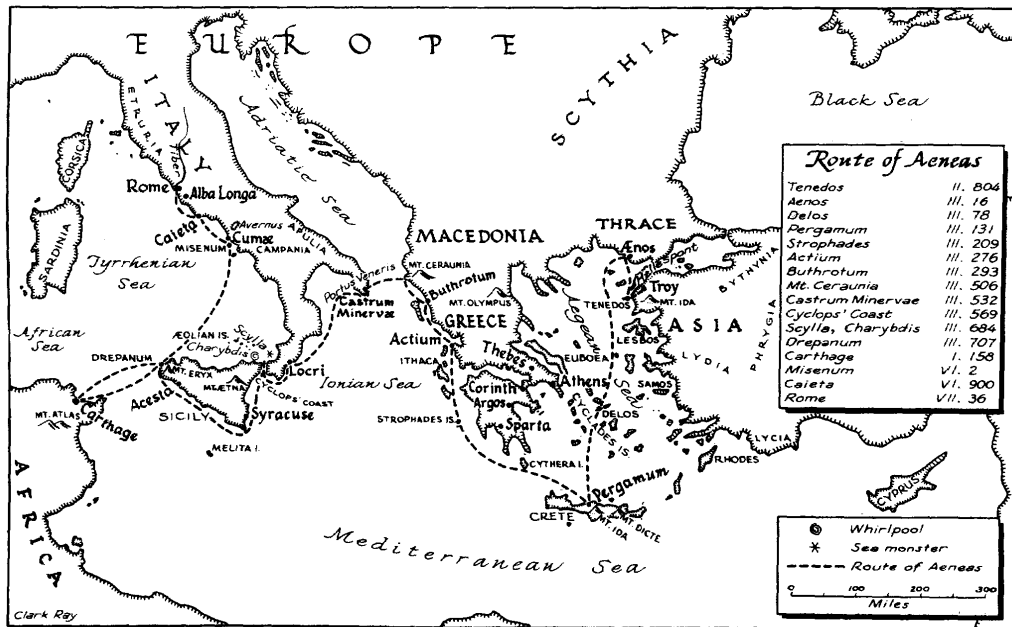 EUROPE
SCYTHIA
Black Sea
ITALY
ETRURIA
Tiber
Adriatic Sea
CORSICA
Rome
Alba Longa
SARDINIA
Caieta
Avernus
APULIA
Cumæ
MISENUM
CAMPANIA
Tyrrhenian
Sea
Portus Veneris
MACEDONIA
MT. CERAUNIA
Castrum
Minervæ
Buthrotum
MT. OLYMPUS
THRACE
Ænos
Hellespont
Troy
TENEDOS
MT. IDA
BYTHYNIA
PHRYGIA
ASIA
LYDIA
Aegean
Sea
LESBOS
GREECE
Actium
ITHACA
Thebes
EUBOEA
Athens
Corinth
Argos
Sparta
SAMOS
CYCLADES IS.
DELOS
STROPHADES IS.
CYTHERA I.
LYCIA
RHODES
CYPRUS
Pergamum
CRETE
MT. IDA
MT. DICTE
African
Sea
ÆOLIAN IS.
Scylla
Charybdis
DREPANUM
MT. ERYX
MT. ÆTNA
Locri
CYCLOPS' COAST
Ionian Sea
Acesta
SICILY
Syracuse
MELITA I.
MT. ATLAS
Carthage
AFRICA
Mediterranean Sea
Clark Ray
Route of Aeneas
Tenedos II. 804
Aenos III. 16
Delos III. 78
Pergamum III. 131
Strophades III. 209
Actium III. 276
Buthrotum III. 293
Mt. Ceraunia III. 506
Castrum Minervae III. 532
Cyclops' Coast III. 569
Scylla, Charybdis III. 684
Drepanum III. 707
Carthage I. 158
Misenum VI. 2
Caieta VI. 900
Rome VII. 36
Whirlpool
Sea monster
Route of Aeneas
0 100 200 300
Miles